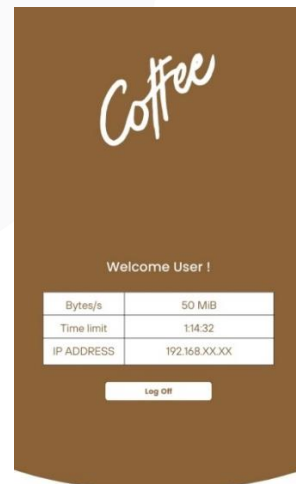 Coffee
Welcome User !
Bytes/s 50 MiB
Time limit 1:14:32
IP ADDRESS 192.168.XX.XX
Log Off